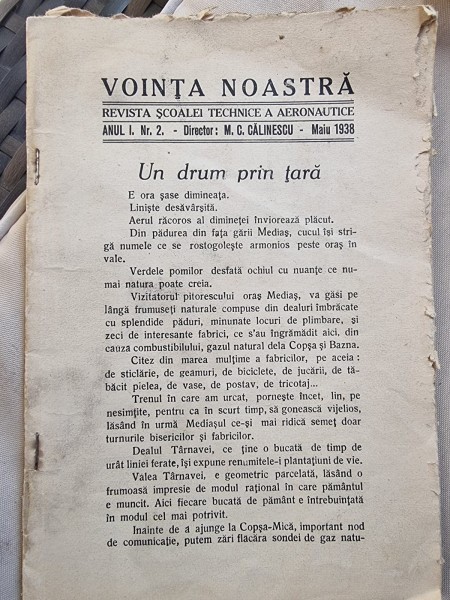 VOINȚA NOASTRĂ
REVISTA ȘCOALEI TECHNICE A AERONAUTICE
ANUL I. Nr. 2. - Director: M. C. CĂLINESCU - Maiu 1938
Un drum prin țară
E ora șase dimineața.
Liniște desăvârșită.
Aerul răcoros al dimineței înviorează plăcut.
Din pădurea din fața gării Mediaș, cucul își stri-
gă numele ce se rostogolește armonios peste oraș în
vale.
Verdele pomilor desfată ochiul cu nuanțe ce nu-
mai natura poate creia.
Vizitatorul pitorescului oraș Mediaș, va găsi pe
lângă frumuseți naturale compuse din dealuri îmbrăcate
cu splendide păduri, minunate locuri de plimbare, și
zeci de interesante fabrici, ce s'au îngrămădit aici, din
cauza combustibilului, gazul natural dela Copșa și Bazna.
Citez din marea mulțime a fabricilor, pe aceia:
de sticlărie, de geamuri, de biciclete, de jucării, de tă-
băcit pielea, de vase, de postav, de tricotaj...
Trenul în care am urcat, pornește încet, lin, pe
nesimțite, pentru ca în scurt timp, să gonească vijelios,
lăsând în urmă Mediașul ce-și mai ridică semeț doar
turnurile bisericilor și fabricilor.
Dealul Târnavei, ce ține o bucată de timp de
urât liniei ferate, își expune renumitele-i plantațiuni de vie.
Valea Târnavei, e geometric parcelată, lăsând o
frumoasă impresie de modul rațional în care pământul
e muncit. Aici fiecare bucată de pământ e întrebuințată
în modul cel mai potrivit.
Inainte de a ajunge la Copșa-Mică, important nod
de comunicație, putem zări flacăra sondei de gaz natu-